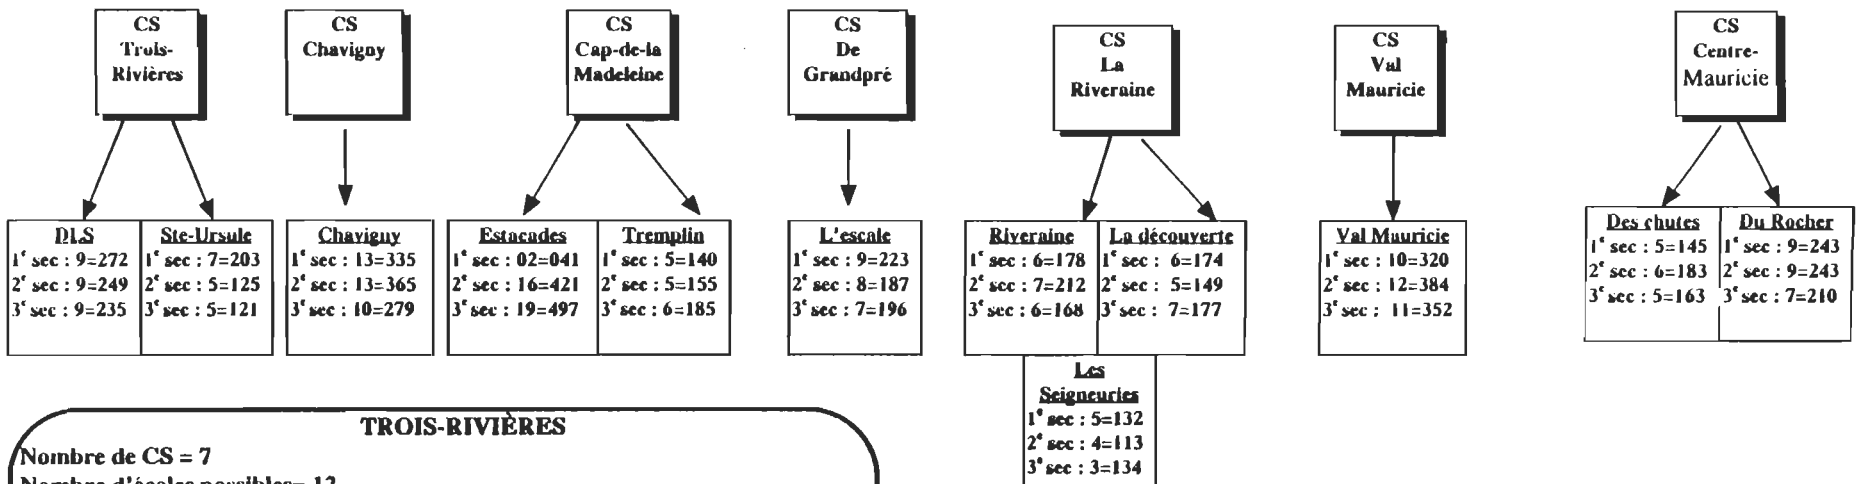 CS
Trois-
Rivières
CS
Chavigny
CS
Cap-de-la
Madeleine
CS
De
Grandpré
CS
La
Riveraine
CS
Val
Mauricie
CS
Centre-
Mauricie
DLS
1e sec : 9=272
2e sec : 9=249
3e sec : 9=235
Ste-Ursule
1e sec : 7=203
2e sec : 5=125
3e sec : 5=121
Chavigny
1e sec : 13=335
2e sec : 13=365
3e sec : 10=279
Estacades
1e sec : 02=041
2e sec : 16=421
3e sec : 19=497
Tremplin
1e sec : 5=140
2e sec : 5=155
3e sec : 6=185
L'escale
1e sec : 9=223
2e sec : 8=187
3e sec : 7=196
Riveraine
1e sec : 6=178
2e sec : 7=212
3e sec : 6=168
La découverte
1e sec : 6=174
2e sec : 5=149
3e sec : 7=177
Les
Seigneuries
1e sec : 5=132
2e sec : 4=113
3e sec : 3=134
Val Mauricie
1e sec : 10=320
2e sec : 12=384
3e sec : 11=352
Des chutes
1e sec : 5=145
2e sec : 6=183
3e sec : 5=163
Du Rocher
1e sec : 9=243
2e sec : 9=243
3e sec : 7=210
TROIS-RIVIÈRES
Nombre de CS = 7
Nombre d'écoles possibles= 12